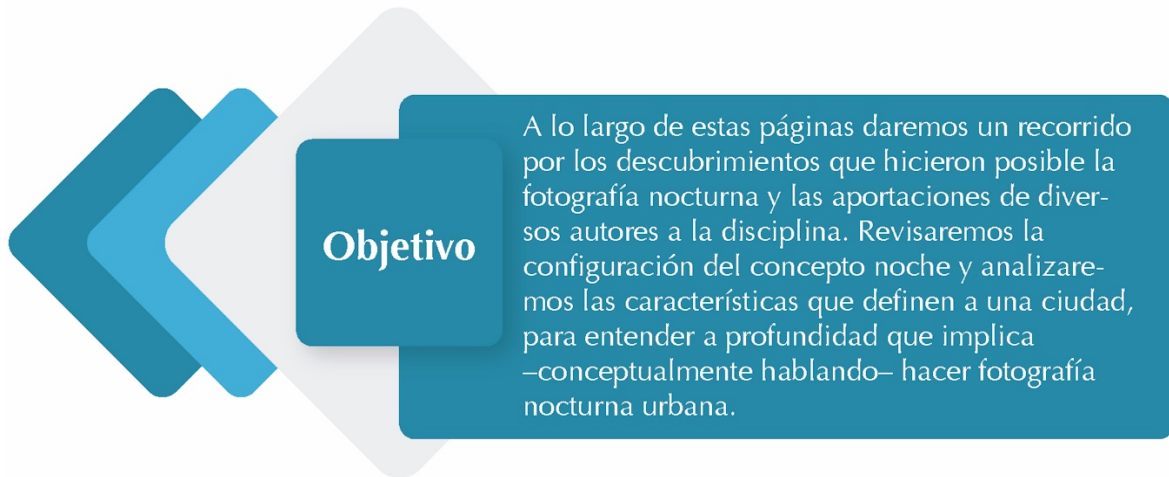 Objetivo
A lo largo de estas páginas daremos un recorrido
por los descubrimientos que hicieron posible la
fotografía nocturna y las aportaciones de diver-
sos autores a la disciplina. Revisaremos la
configuración del concepto noche y analizare-
mos las características que definen a una ciudad,
para entender a profundidad que implica
–conceptualmente hablando– hacer fotografía
nocturna urbana.